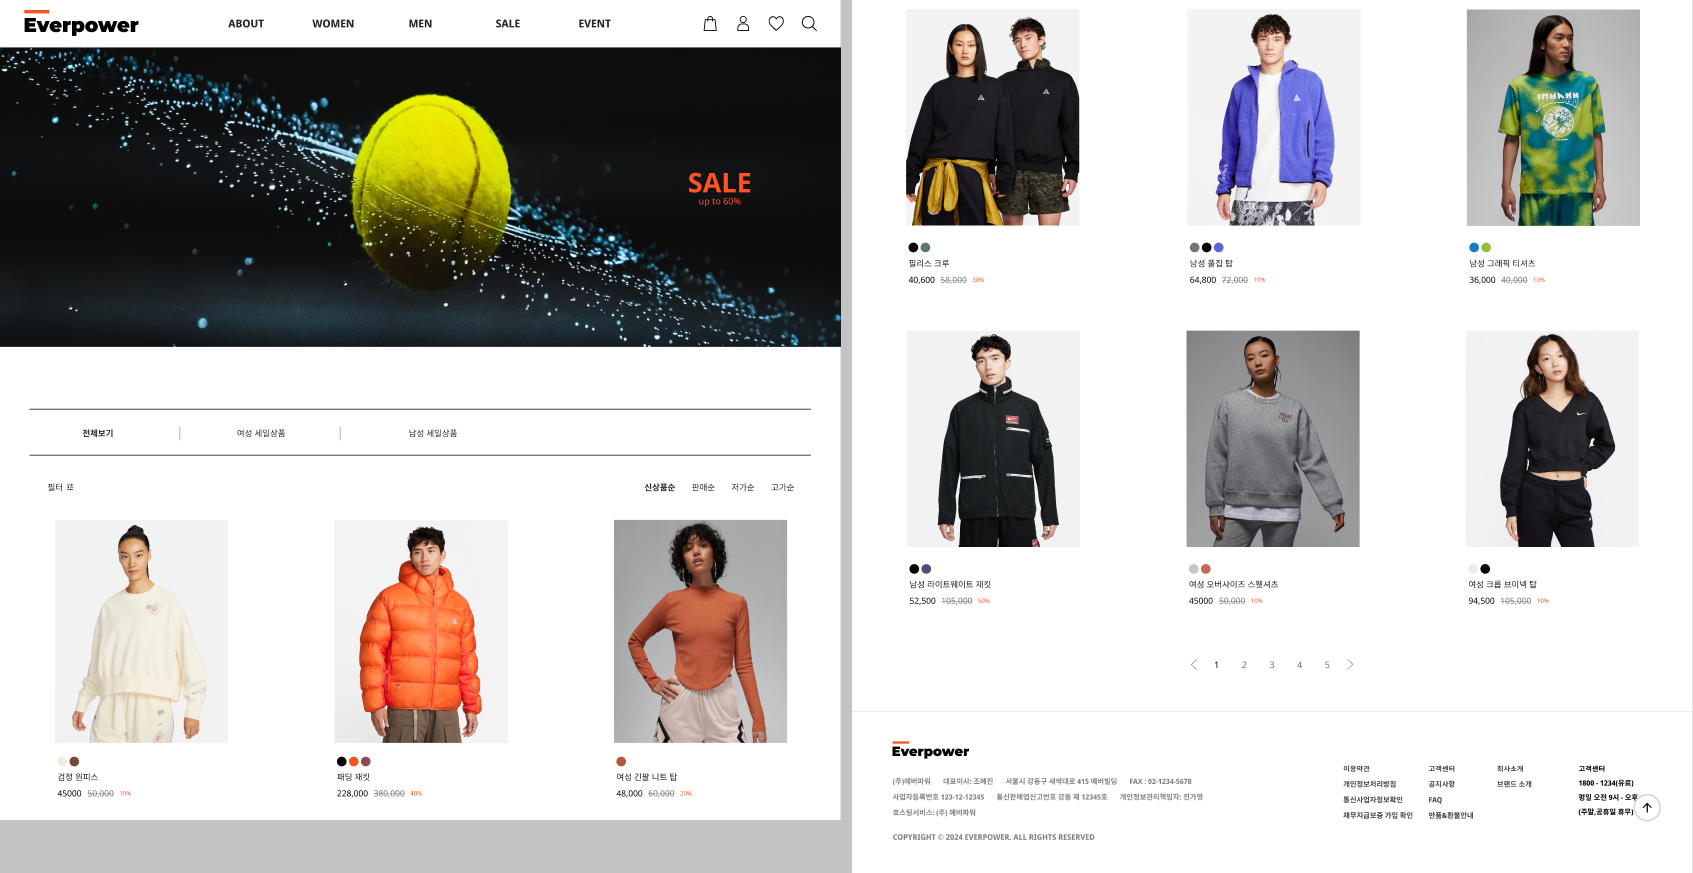 Everpower
ABOUT WOMEN MEN SALE EVENT
SALE
up to 60%
전체보기 여성 세일상품 남성 세일상품
필터
신상품순 판매순 저가순 고가순
검정 원피스
45000 50,000 10%
패딩 재킷
228,000 380,000 40%
여성 긴팔 니트 탑
48,000 60,000 20%
필리스 크루
40,600 58,000 30%
남성 풀집 탑
64,800 72,000 10%
남성 그래픽 티셔츠
36,000 40,000 10%
남성 라이트웨이트 재킷
52,500 105,000 50%
여성 오버사이즈 스웻셔츠
45000 50,000 10%
여성 크롭 브이넥 탑
94,500 105,000 10%
1 2 3 4 5
Everpower
(주)에버파워 대표이사: 조혜진 서울시 강동구 새싹대로 415 에버빌딩 FAX : 02-1234-5678
사업자등록번호 123-12-12345 통신판매업신고번호 강동 제 12345호 개인정보관리책임자: 진가영
호스팅서비스: (주) 에버파워
COPYRIGHT © 2024 EVERPOWER. ALL RIGHTS RESERVED
이용약관
개인정보처리방침
통신사업자정보확인
채무지급보증 가입 확인
고객센터
공지사항
FAQ
반품&환불안내
회사소개
브랜드 소개
고객센터
1800 - 1234(유료)
평일 오전 9시 - 오후
(주말,공휴일 휴무)